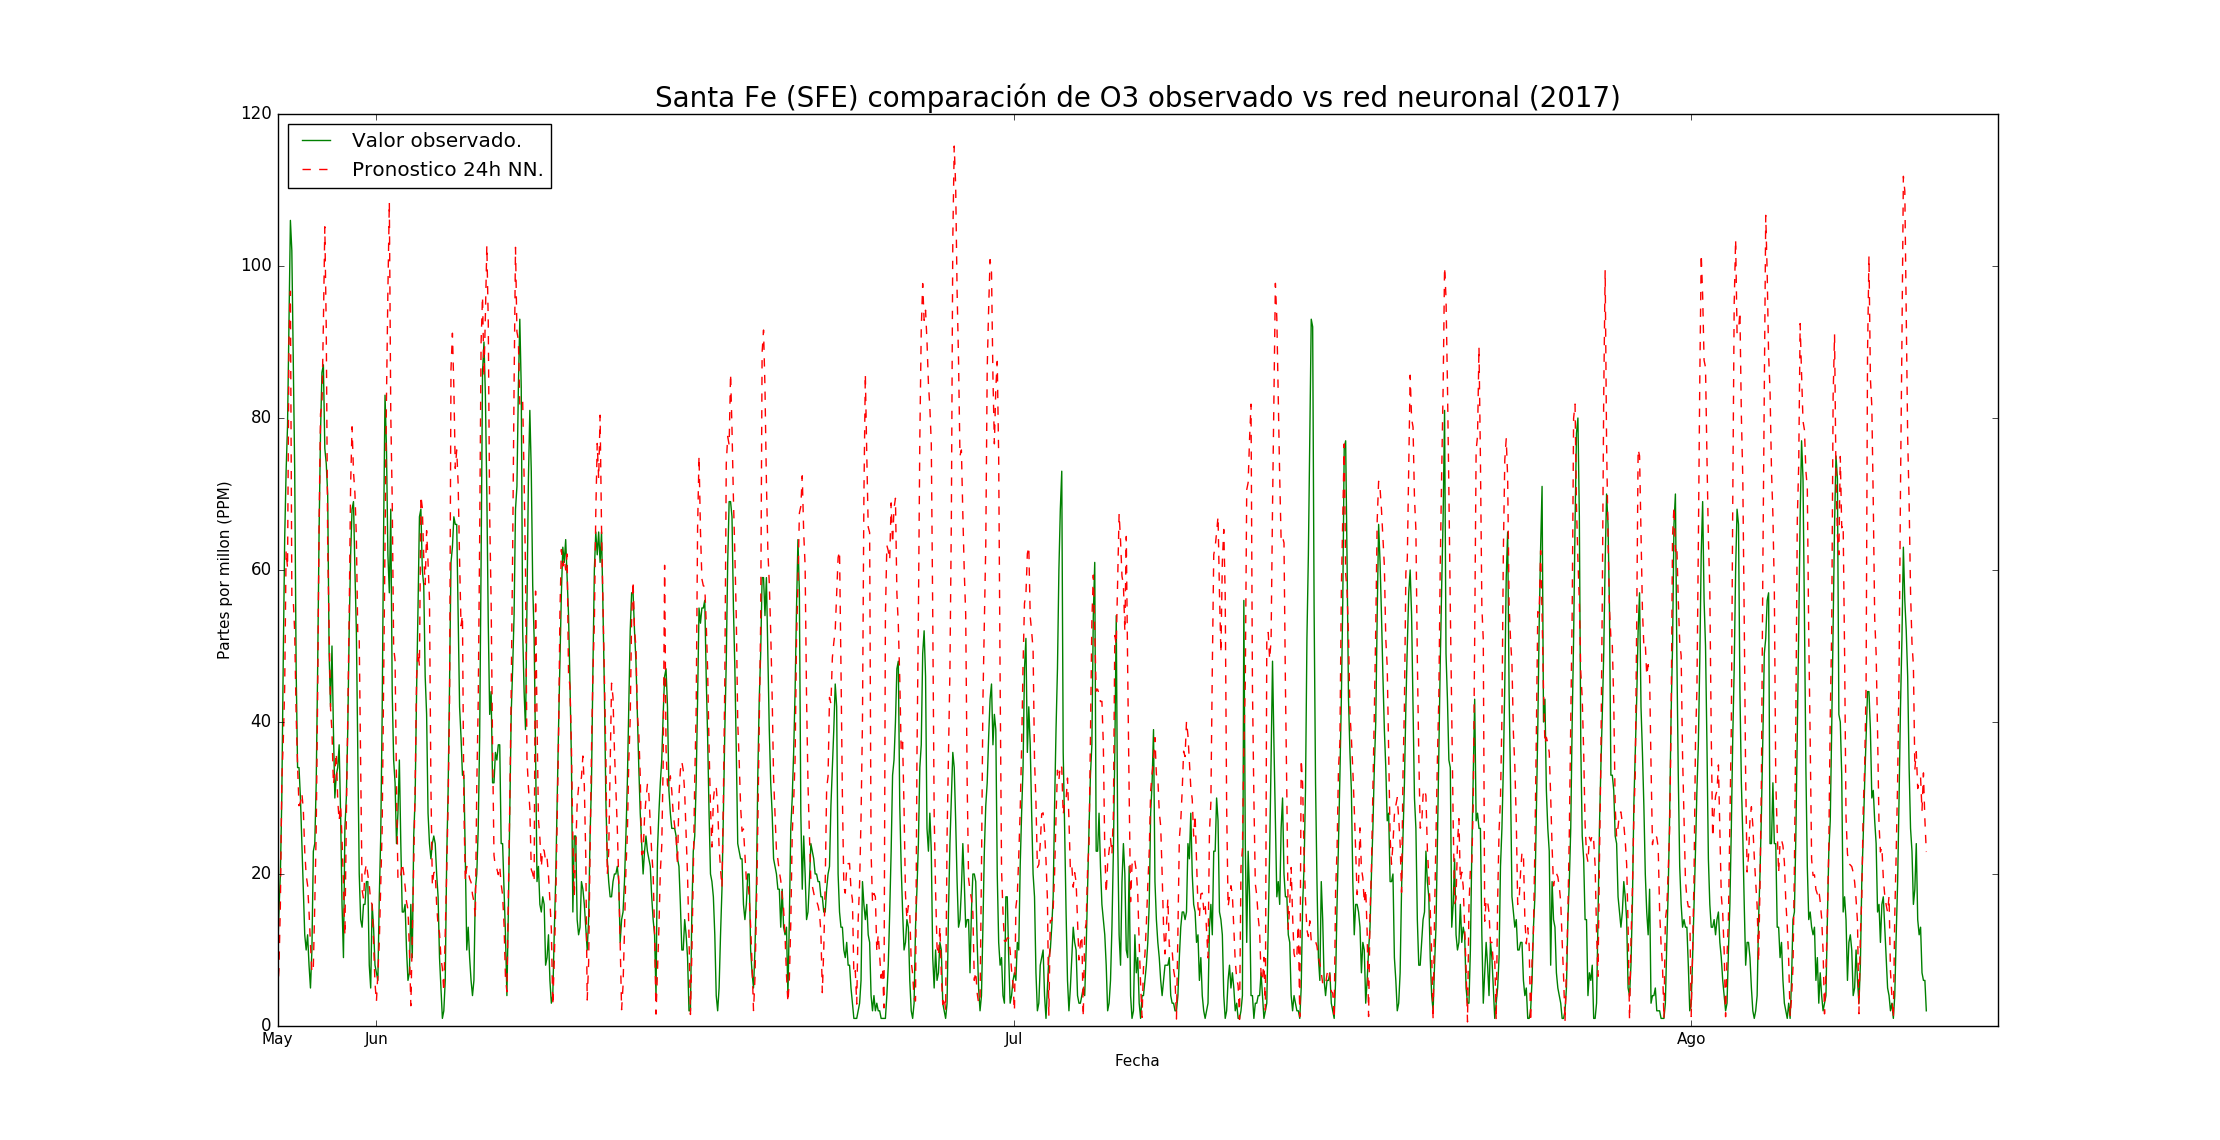 Santa Fe (SFE) comparación de O3 observado vs red neuronal (2017)
Valor observado.
Pronostico 24h NN.
120
100
80
60
40
20
0
Partes por millon (PPM)
May Jun Jul Ago
Fecha